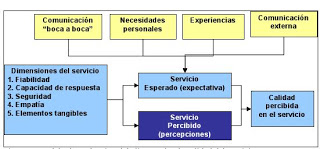 Comunicación
"boca a boca"
Necesidades
personales
Experiencias
Comunicación
externa
Dimensiones del servicio
1. Fiabilidad
2. Capacidad de respuesta
3. Seguridad
4. Empatía
5. Elementos tangibles
Servicio
Esperado (expectativa)
Servicio
Percibido
(percepciones)
Calidad
percibida
en el servicio